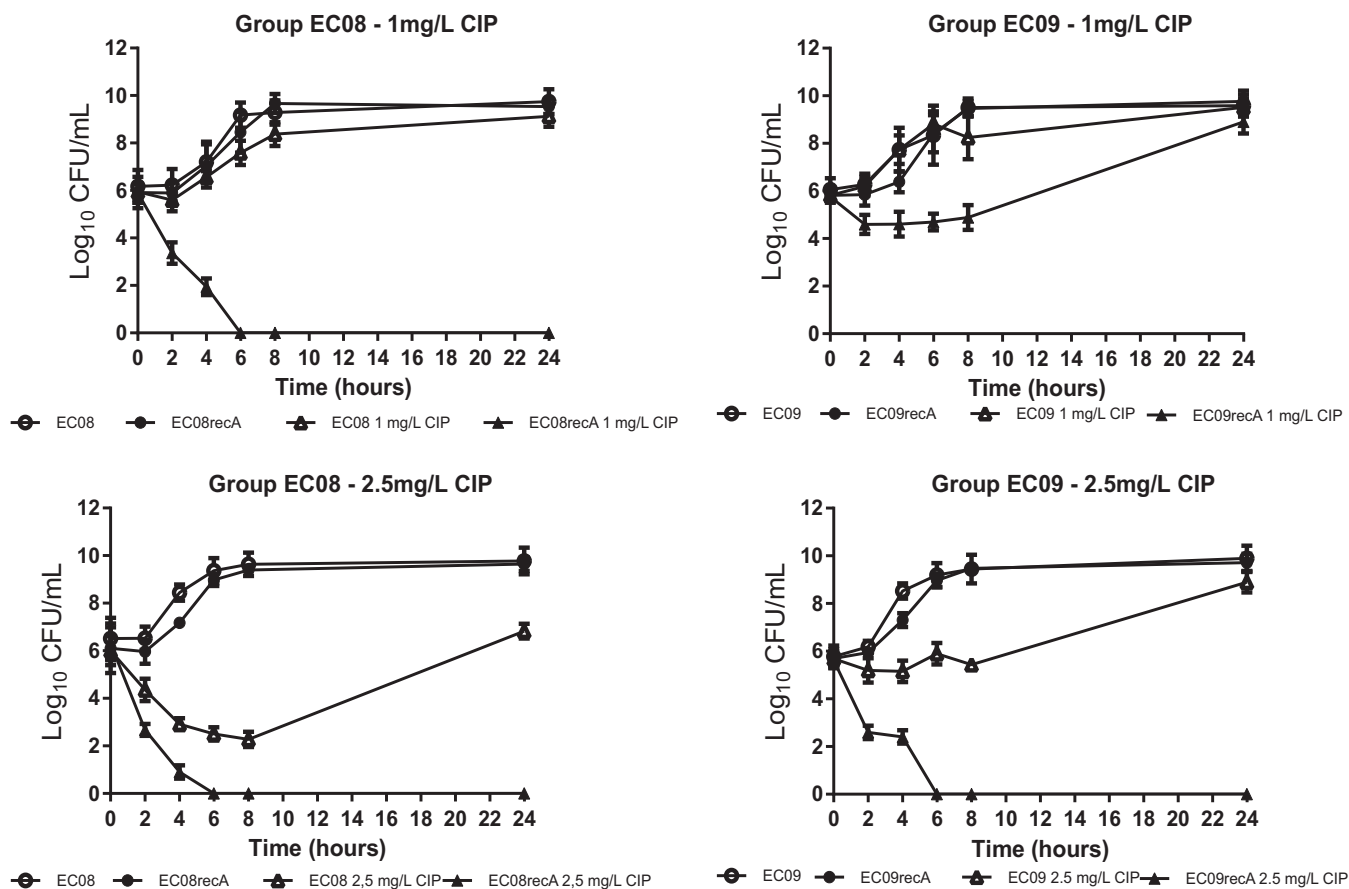 Group EC08 - 1mg/L CIP
Log10 CFU/mL
12
10
8
6
4
2
0
0 2 4 6 8 10 12 14 16 18 20 22 24
Time (hours)
EC08 EC08recA EC08 1 mg/L CIP EC08recA 1 mg/L CIP
Group EC09 - 1mg/L CIP
Log10 CFU/mL
12
10
8
6
4
2
0
0 2 4 6 8 10 12 14 16 18 20 22 24
Time (hours)
EC09 EC09recA EC09 1 mg/L CIP EC09recA 1 mg/L CIP
Group EC08 - 2.5mg/L CIP
Log10 CFU/mL
12
10
8
6
4
2
0
0 2 4 6 8 10 12 14 16 18 20 22 24
Time (hours)
EC08 EC08recA EC08 2,5 mg/L CIP EC08recA 2,5 mg/L CIP
Group EC09 - 2.5mg/L CIP
Log10 CFU/mL
12
10
8
6
4
2
0
0 2 4 6 8 10 12 14 16 18 20 22 24
Time (hours)
EC09 EC09recA EC09 2.5 mg/L CIP EC09recA 2.5 mg/L CIP